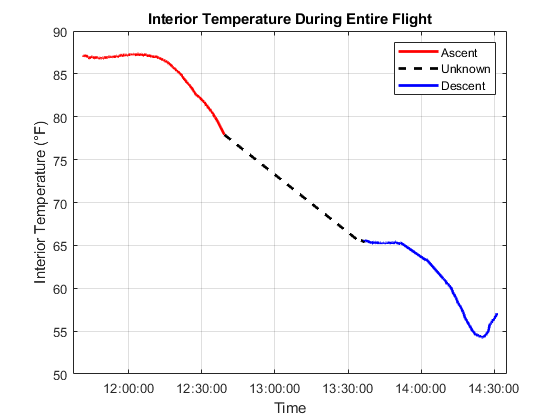 Interior Temperature During Entire Flight
90
85
80
75
70
65
60
55
50
Interior Temperature (°F)
Ascent
Unknown
Descent
12:00:00 12:30:00 13:00:00 13:30:00 14:00:00 14:30:00
Time